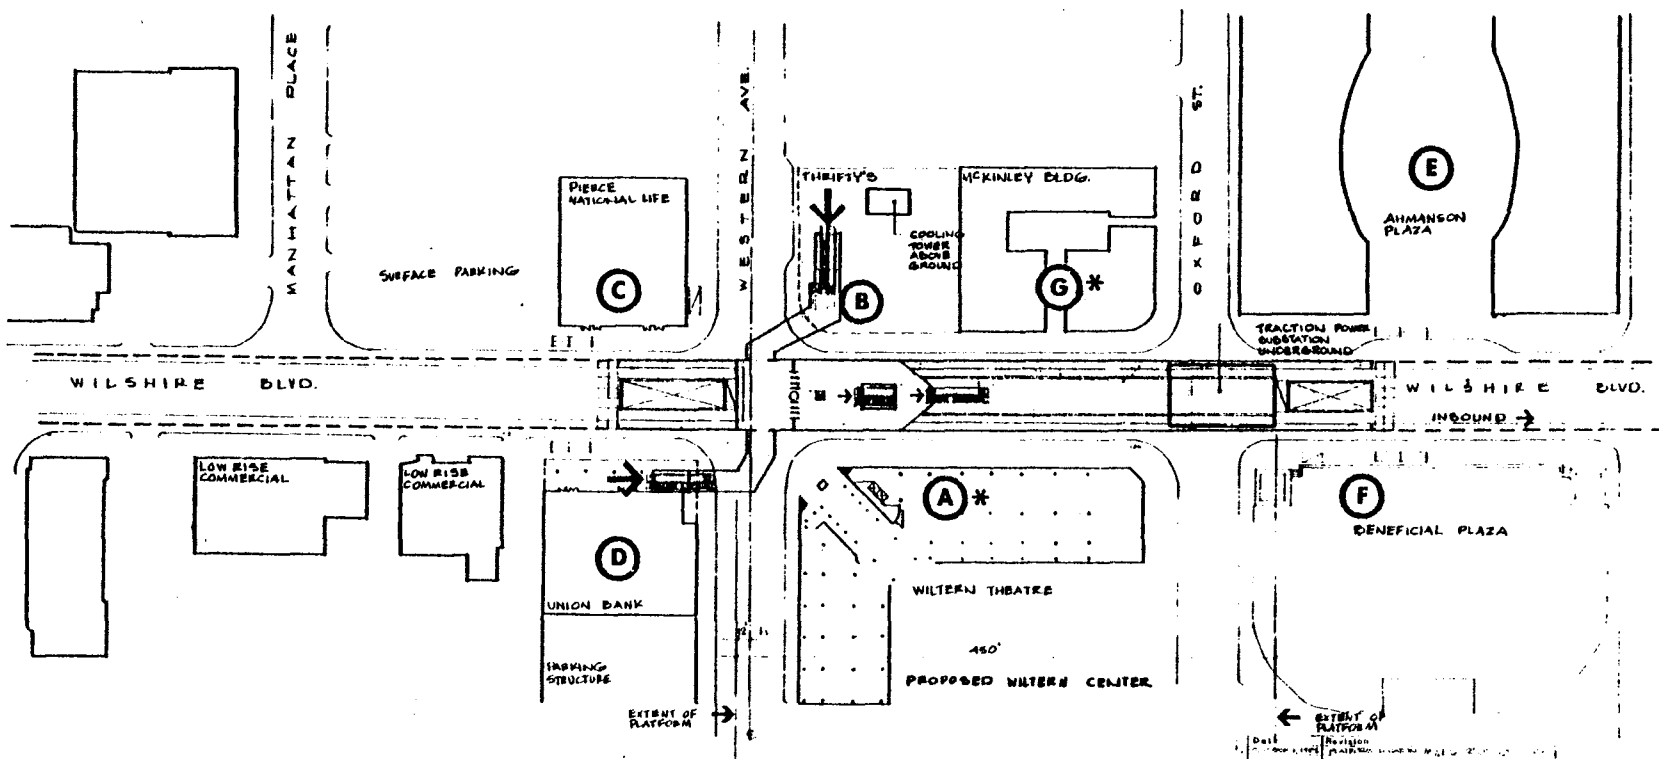 MANHATTAN PLACE
WESTERN AVE.
OXFORD ST.
PIERCE
NATIONAL LIFE
THRIFTY'S
MCKINLEY BLDG.
COOLING
TOWER
ABOVE
GROUND
SURFACE PARKING
C
B
G *
E
AHMANSON
PLAZA
TRACTION POWER
SUBSTATION
UNDERGROUND
WILSHIRE BLVD.
WILSHIRE BLVD.
INBOUND
LOW RISE
COMMERCIAL
LOW RISE
COMMERCIAL
A *
F
BENEFICIAL PLAZA
D
UNION BANK
WILTERN THEATRE
450'
PROPOSED WILTERN CENTER
PARKING
STRUCTURE
EXTENT OF
PLATFORM
EXTENT OF
PLATFORM
Date Revision